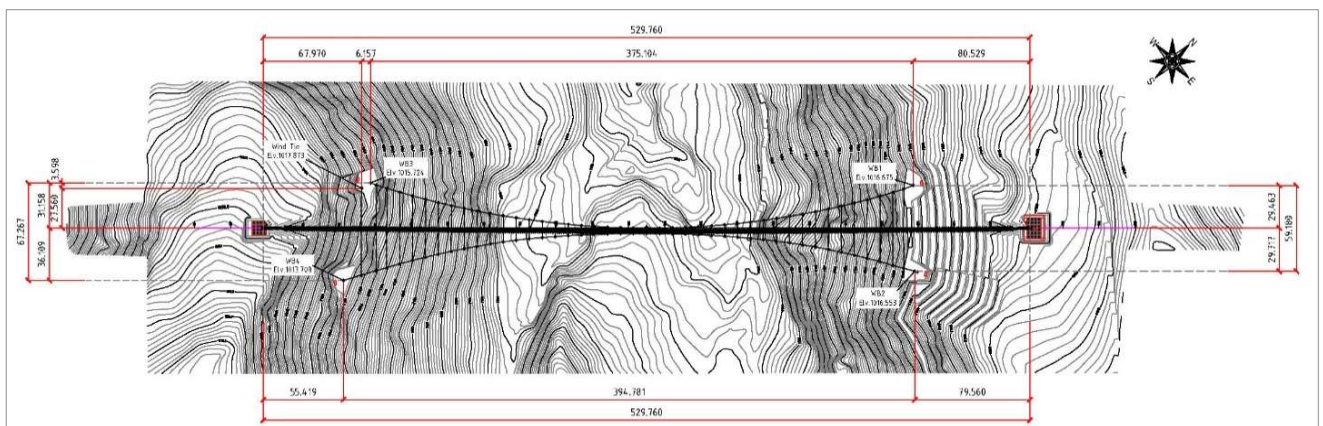 529.760
67.970
6.157
375.104
80.529
N
E
S
W
Wind Tie
Elv.1017.873
WB3
Elv.1015.724
WB1
Elv.1016.675
3.598
31.158
27.560
67.267
36.109
29.463
59.180
29.717
WB4
Elv.1013.709
WB2
Elv.1016.553
55.419
394.781
79.560
529.760